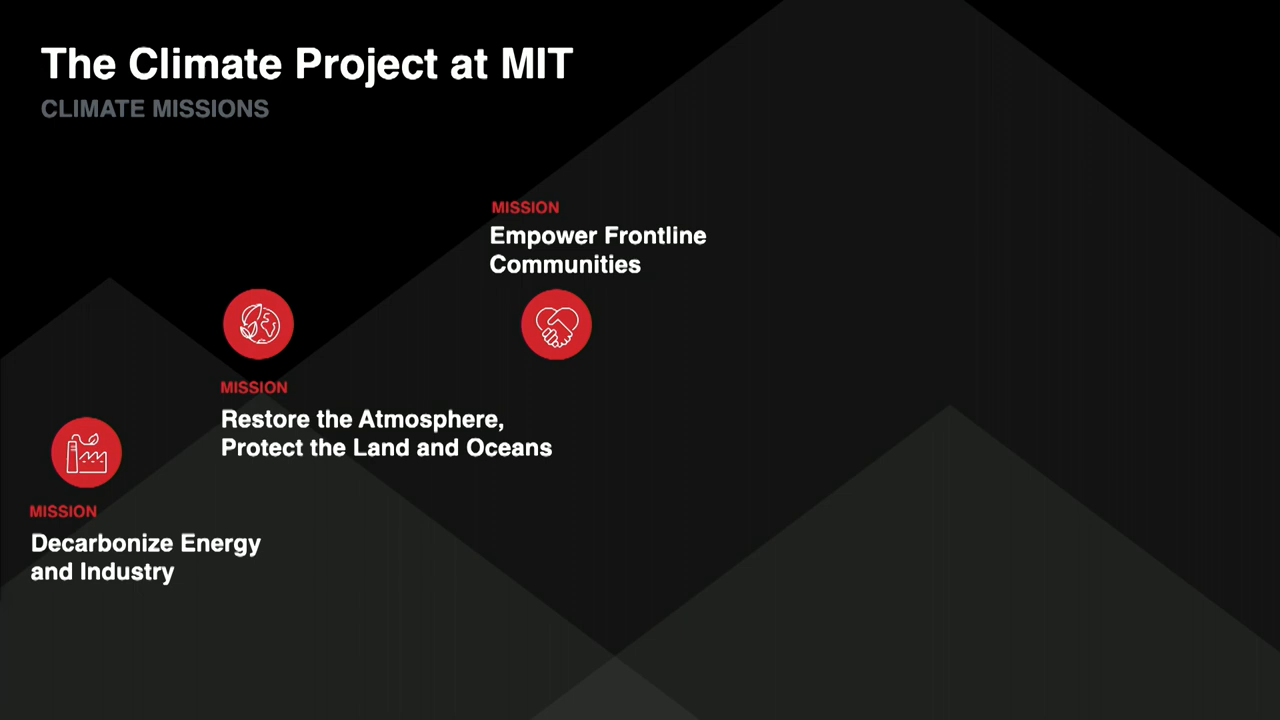 The Climate Project at MIT
CLIMATE MISSIONS
MISSION
Empower Frontline
Communities
MISSION
Restore the Atmosphere,
Protect the Land and Oceans
MISSION
Decarbonize Energy
and Industry